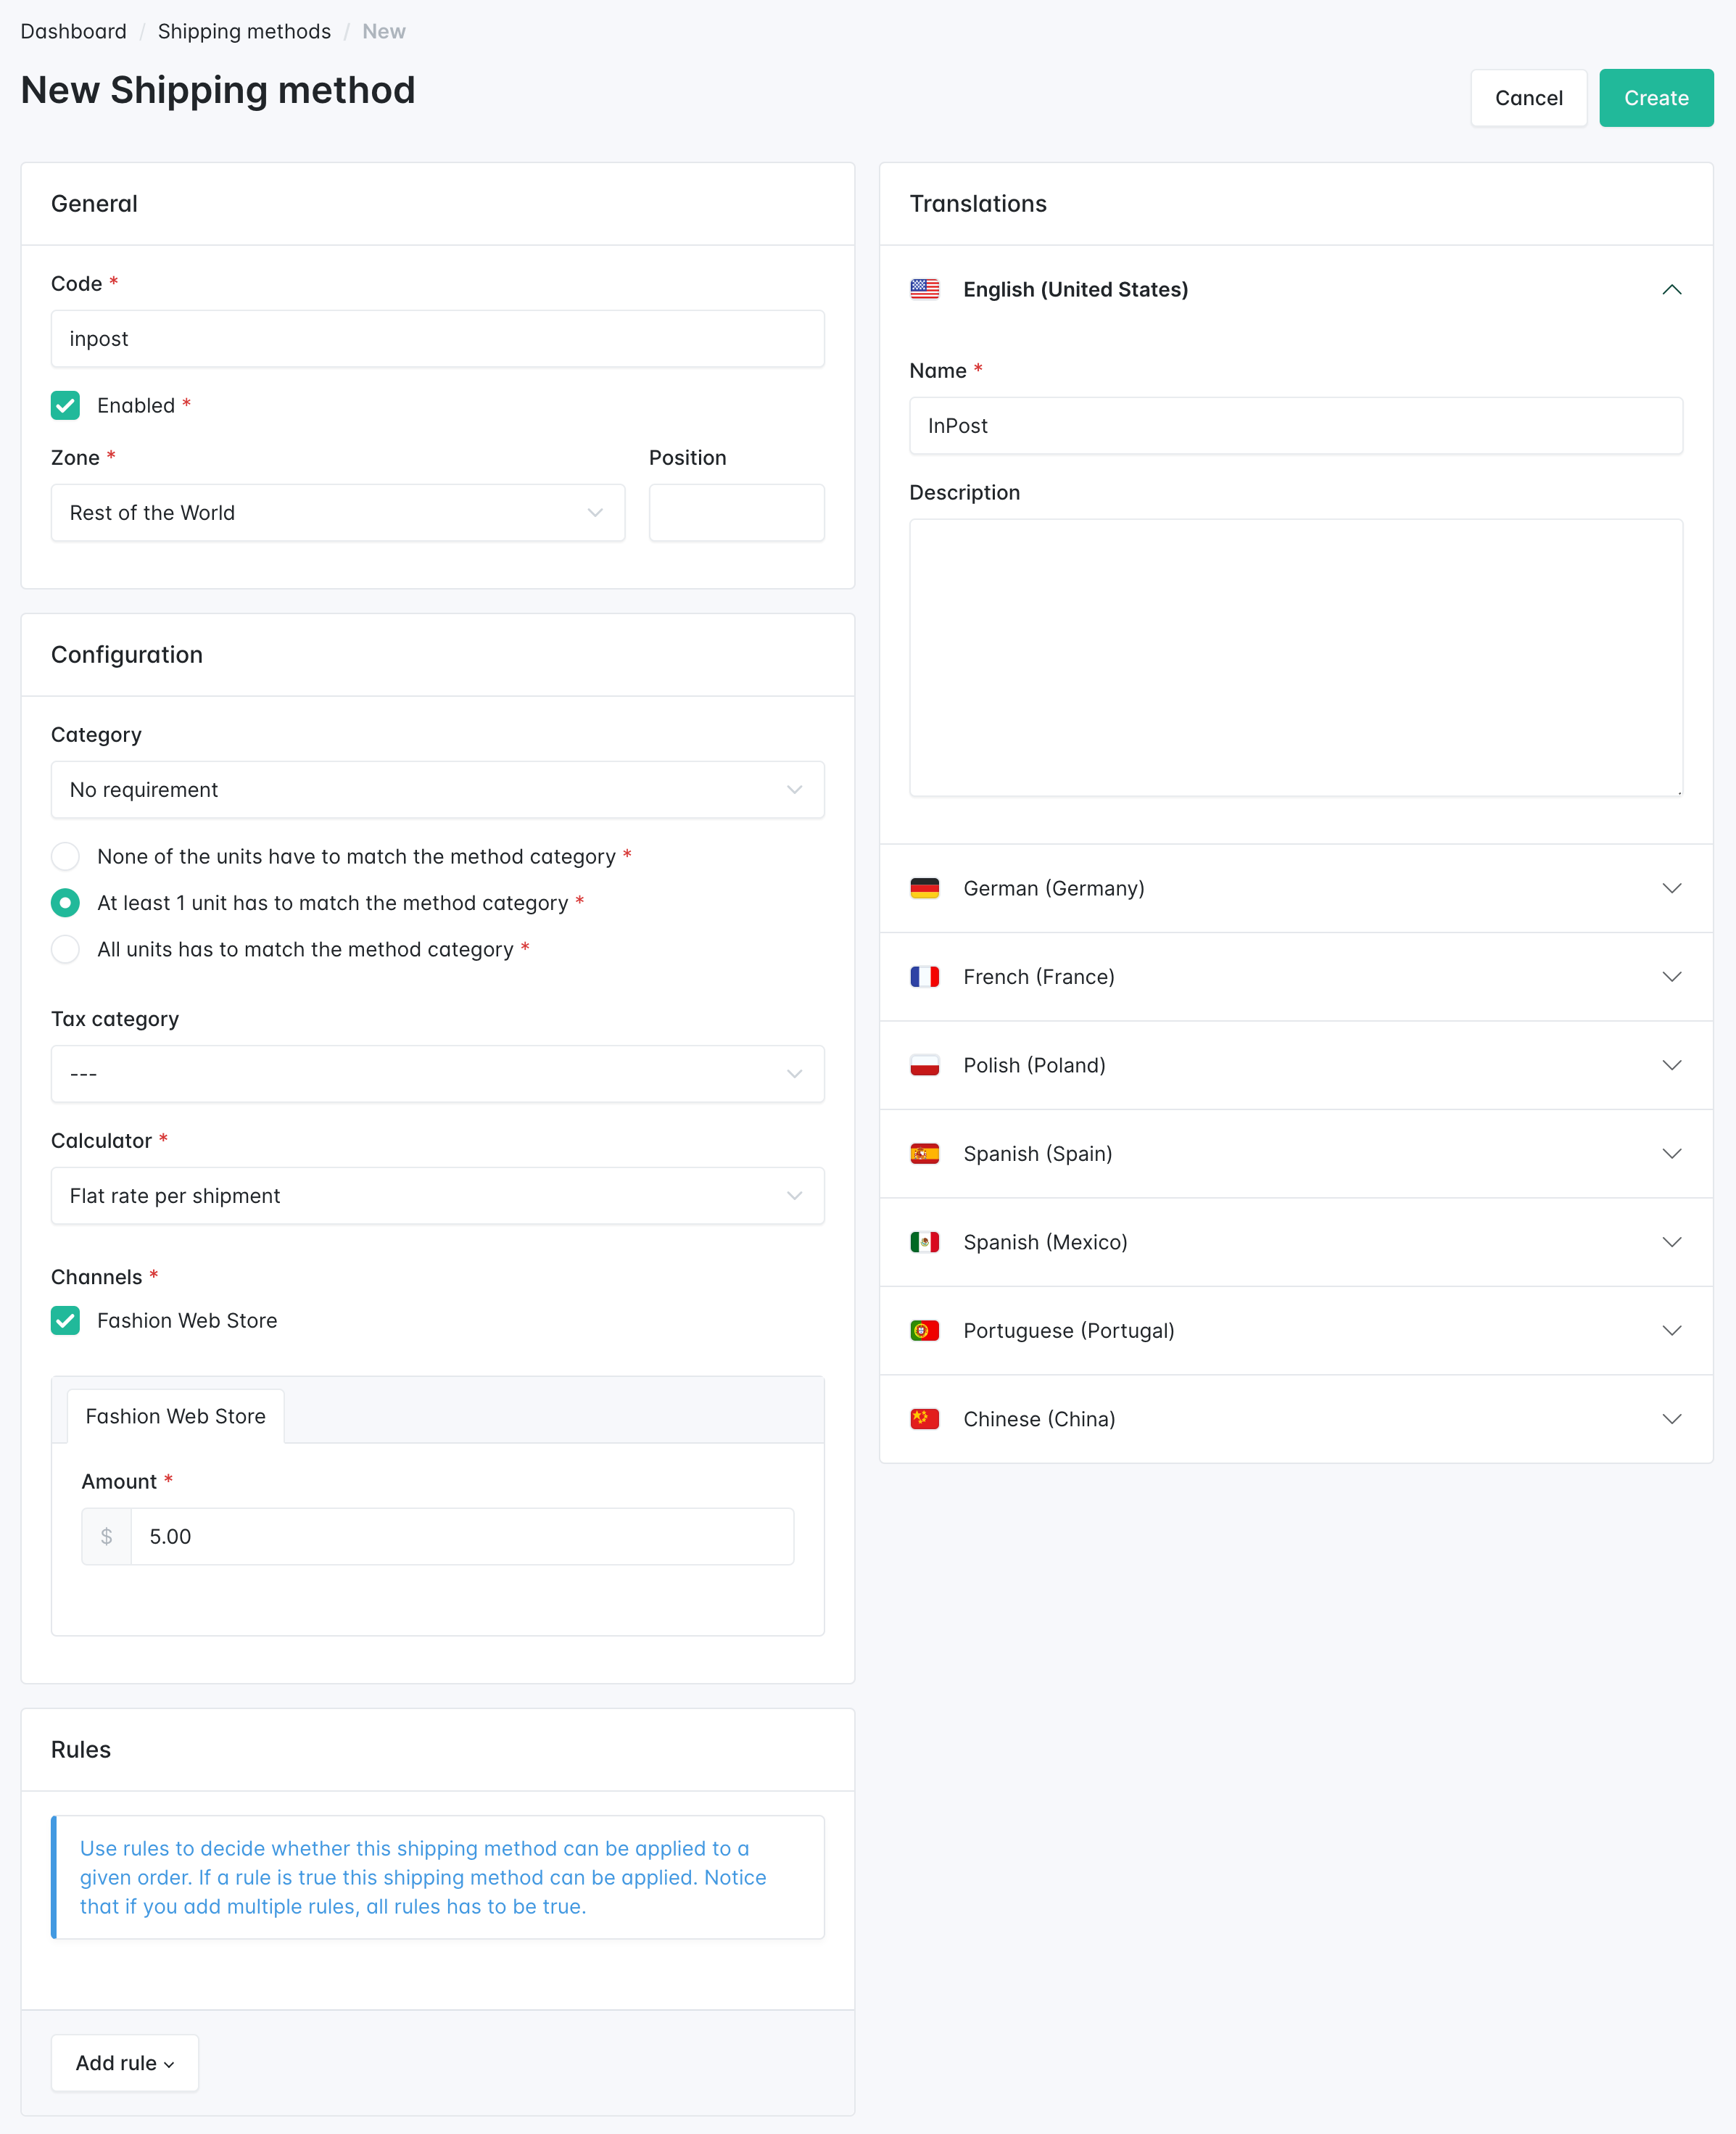 Dashboard / Shipping methods / New
New Shipping method
Cancel
Create
General
Code *
inpost
Enabled *
Zone *
Position
Rest of the World
Configuration
Category
No requirement
None of the units have to match the method category *
At least 1 unit has to match the method category *
All units has to match the method category *
Tax category
---
Calculator *
Flat rate per shipment
Channels *
Fashion Web Store
Fashion Web Store
Amount *
$ 5.00
Rules
Use rules to decide whether this shipping method can be applied to a
given order. If a rule is true this shipping method can be applied. Notice
that if you add multiple rules, all rules has to be true.
Add rule
Translations
English (United States)
Name *
InPost
Description
German (Germany)
French (France)
Polish (Poland)
Spanish (Spain)
Spanish (Mexico)
Portuguese (Portugal)
Chinese (China)